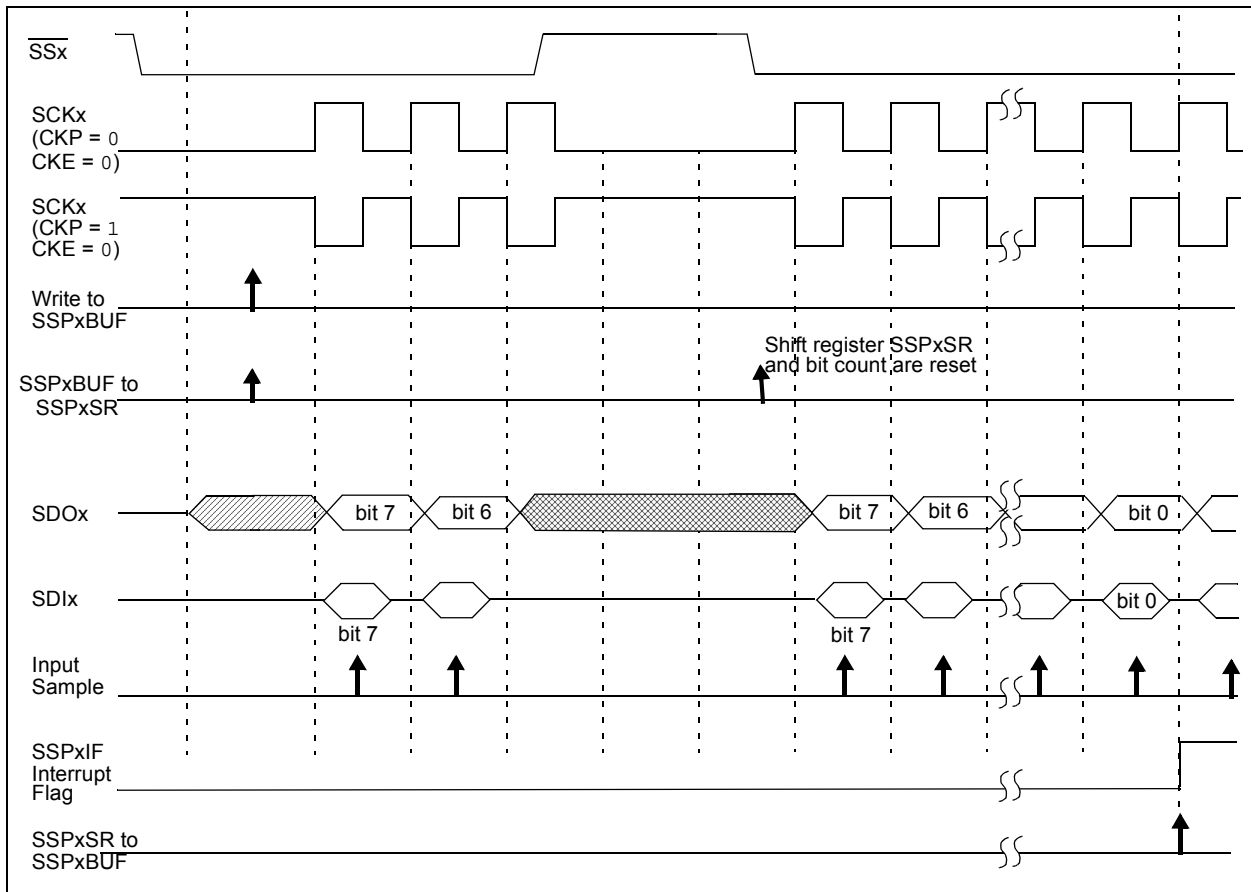 SSx
SCKx
(CKP = 0
CKE = 0)
SCKx
(CKP = 1
CKE = 0)
Write to
SSPxBUF
Shift register SSPxSR
and bit count are reset
SSPxBUF to
SSPxSR
SDOx
bit 7
bit 6
bit 7
bit 6
bit 0
SDIx
bit 0
bit 7
bit 7
Input
Sample
SSPxIF
Interrupt
Flag
SSPxSR to
SSPxBUF